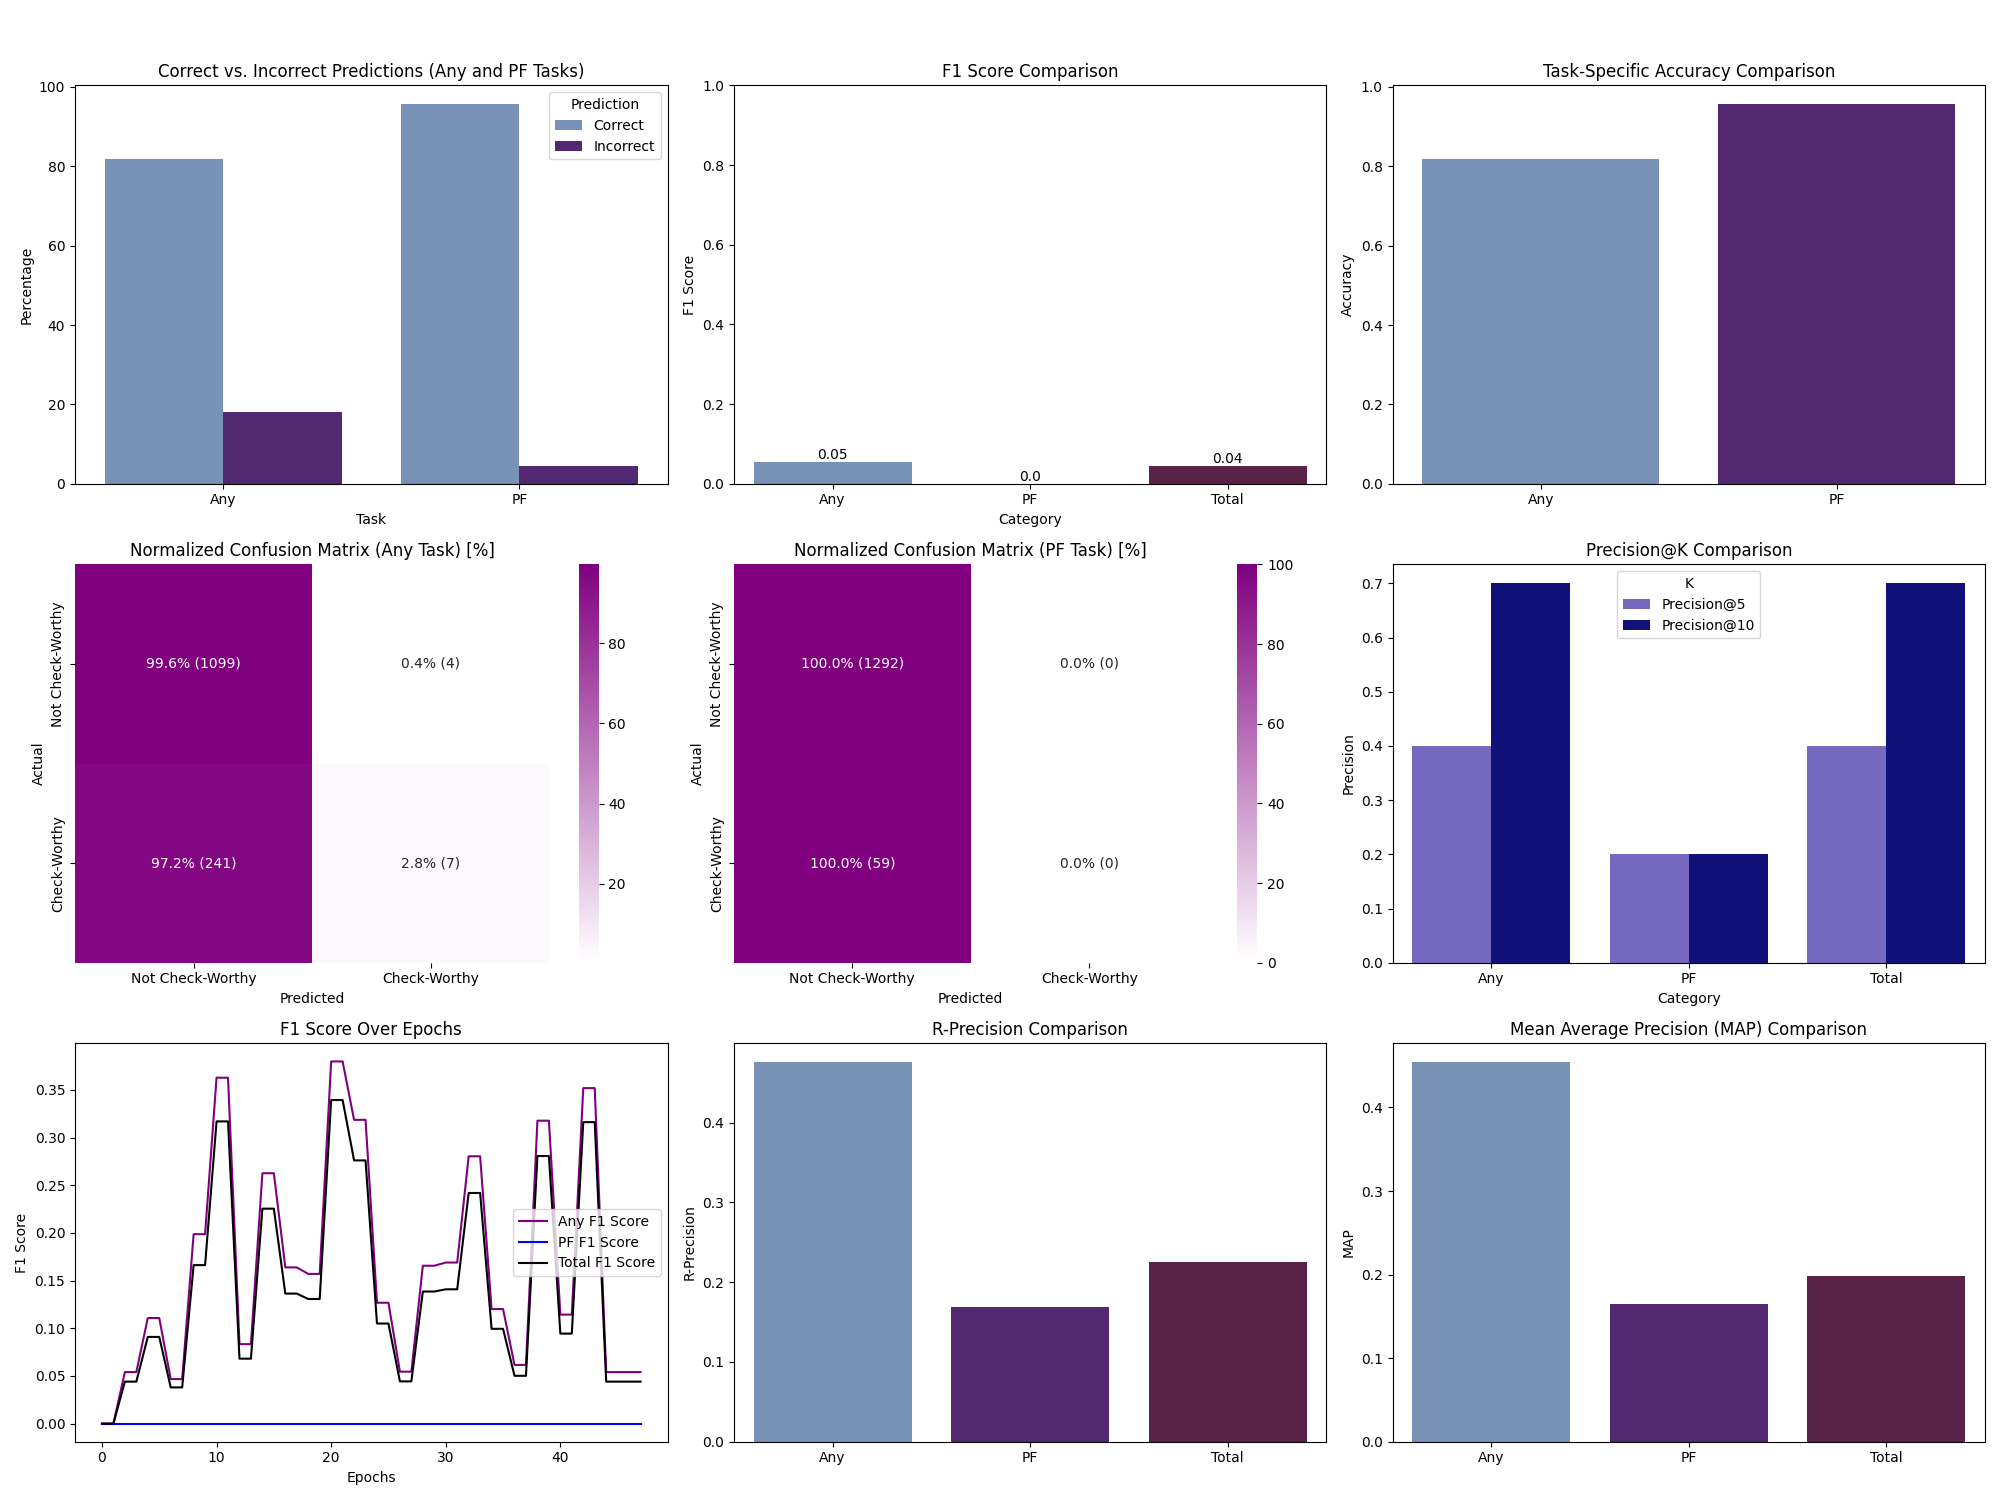 Correct vs. Incorrect Predictions (Any and PF Tasks)
Percentage
100
80
60
40
20
0
Prediction
Correct
Incorrect
Any
PF
Task
F1 Score Comparison
F1 Score
1.0
0.8
0.6
0.4
0.2
0.0
0.05
0.0
0.04
Any
PF
Total
Category
Task-Specific Accuracy Comparison
Accuracy
1.0
0.8
0.6
0.4
0.2
0.0
Any
PF
Normalized Confusion Matrix (Any Task) [%]
Actual
Not Check-Worthy
Check-Worthy
99.6% (1099)
0.4% (4)
97.2% (241)
2.8% (7)
80
60
40
20
Not Check-Worthy
Check-Worthy
Predicted
Normalized Confusion Matrix (PF Task) [%]
Actual
Not Check-Worthy
Check-Worthy
100.0% (1292)
0.0% (0)
100.0% (59)
0.0% (0)
100
80
60
40
20
0
Not Check-Worthy
Check-Worthy
Predicted
Precision@K Comparison
Precision
0.7
0.6
0.5
0.4
0.3
0.2
0.1
0.0
K
Precision@5
Precision@10
Any
PF
Total
Category
F1 Score Over Epochs
F1 Score
0.35
0.30
0.25
0.20
0.15
0.10
0.05
0.00
Any F1 Score
PF F1 Score
Total F1 Score
0
10
20
30
40
Epochs
R-Precision Comparison
R-Precision
0.4
0.3
0.2
0.1
0.0
Any
PF
Total
Mean Average Precision (MAP) Comparison
MAP
0.4
0.3
0.2
0.1
0.0
Any
PF
Total